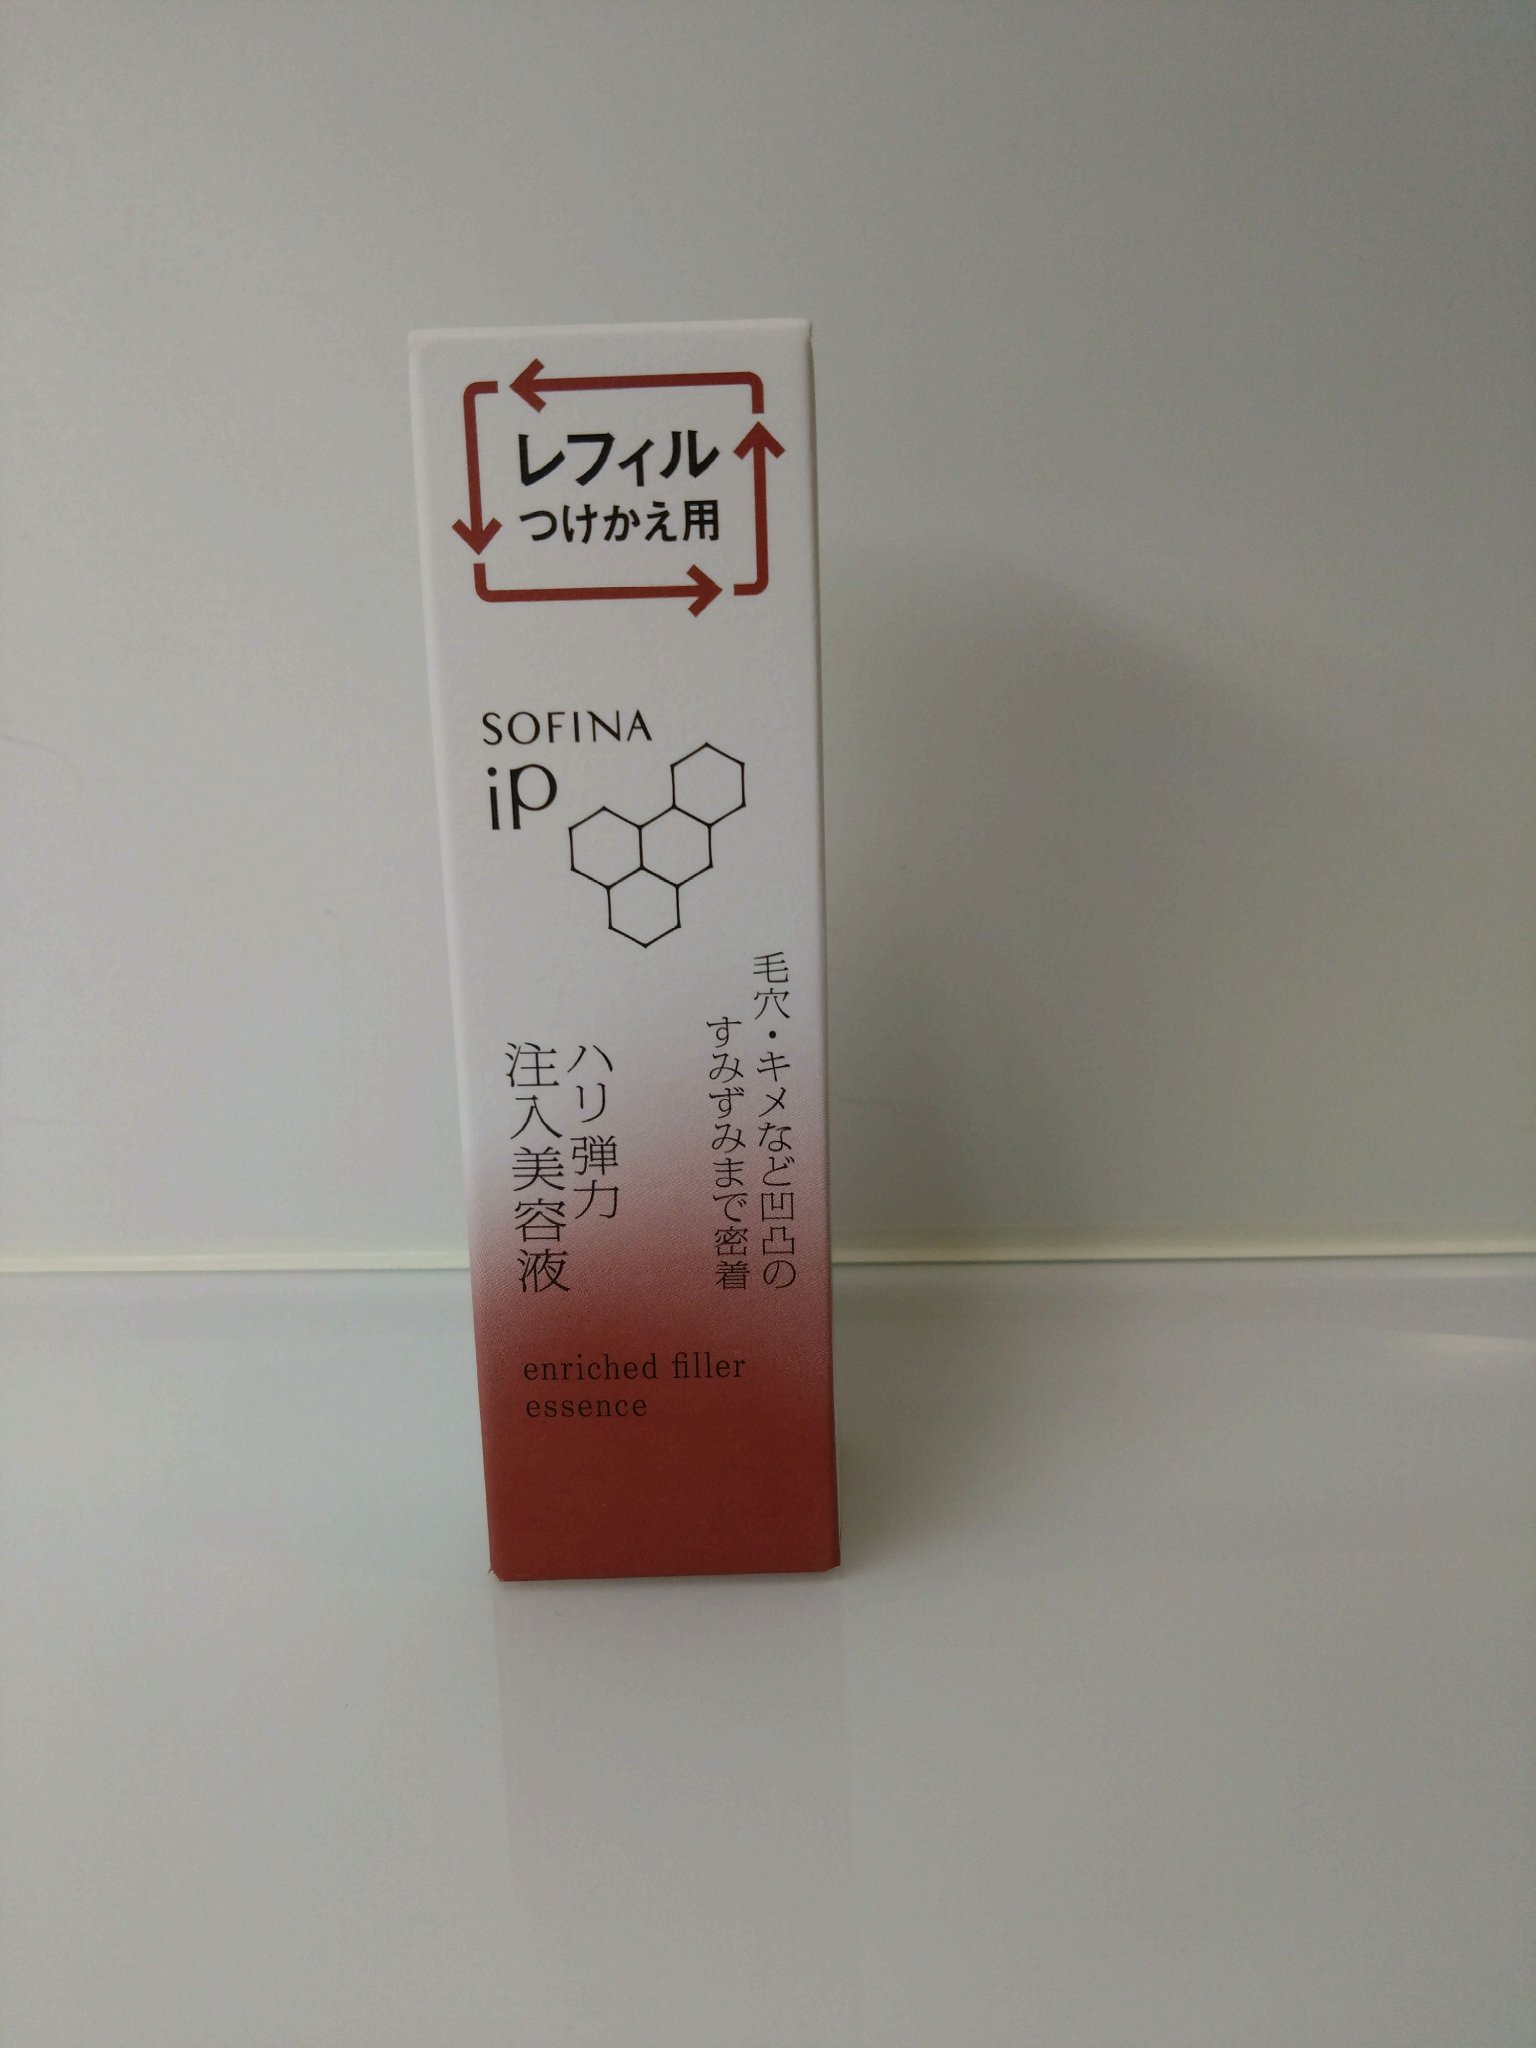 レフィル
つけかえ用
SOFINA
iP
毛穴・キメなど凹凸の
すみずみまで密着
ハリ弾力
注入美容液
enriched filler
essence